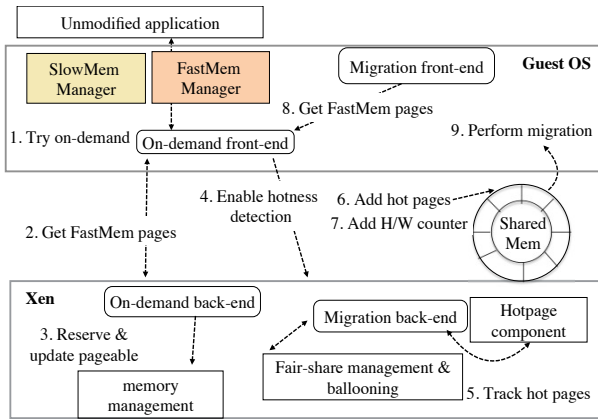 Unmodified application
Guest OS
SlowMem
Manager
FastMem
Manager
Migration front-end
8. Get FastMem pages
1. Try on-demand
On-demand front-end
9. Perform migration
4. Enable hotness
detection
6. Add hot pages
7. Add H/W counter
Shared
Mem
2. Get FastMem pages
Xen
On-demand back-end
Migration back-end
Hotpage
component
3. Reserve &
update pageable
Fair-share management &
ballooning
5. Track hot pages
memory
management